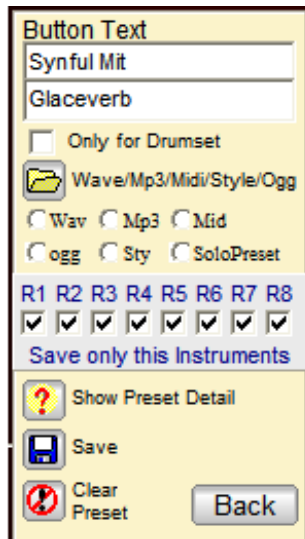 Button Text
Synful Mit
Glaceverb
Only for Drumset
Wave/Mp3/Midi/Style/Ogg
Wav Mp3 Mid
ogg Sty SoloPreset
R1 R2 R3 R4 R5 R6 R7 R8
Save only this Instruments
Show Preset Detail
Save
Clear
Preset
Back